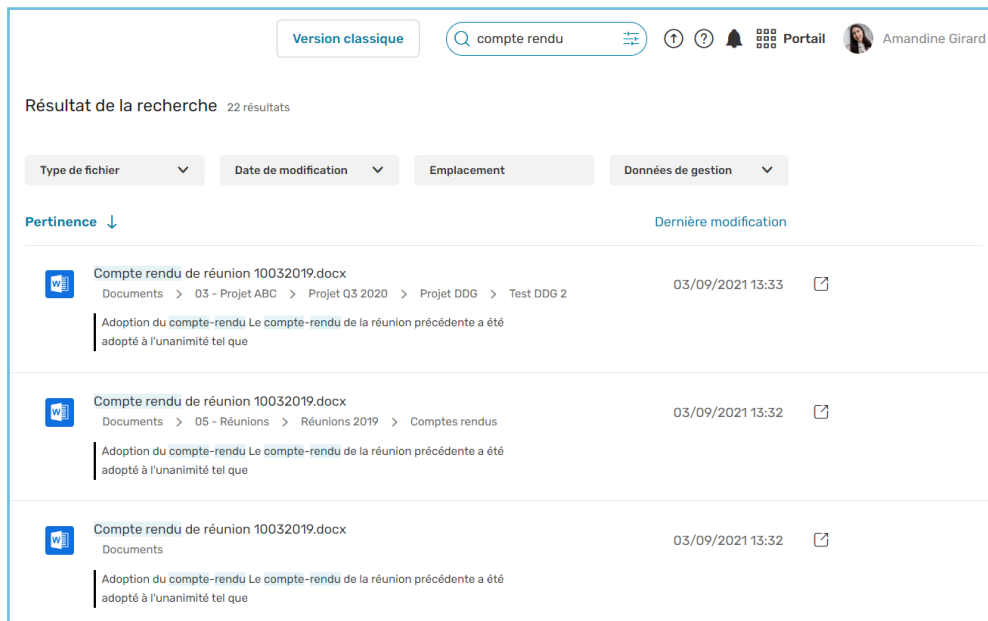 Version classique
compte rendu
Portail
Amandine Girard
Résultat de la recherche 22 résultats
Type de fichier
Date de modification
Emplacement
Données de gestion
Pertinence
Dernière modification
W
Compte rendu de réunion 10032019.docx
03/09/2021 13:33
Documents > 03 - Projet ABC > Projet Q3 2020 > Projet DDG > Test DDG 2
Adoption du compte-rendu Le compte-rendu de la réunion précédente a été
adopté à l'unanimité tel que
W
Compte rendu de réunion 10032019.docx
03/09/2021 13:32
Documents > 05 - Réunions > Réunions 2019 > Comptes rendus
Adoption du compte-rendu Le compte-rendu de la réunion précédente a été
adopté à l'unanimité tel que
W
Compte rendu de réunion 10032019.docx
03/09/2021 13:32
Documents
Adoption du compte-rendu Le compte-rendu de la réunion précédente a été
adopté à l'unanimité tel que